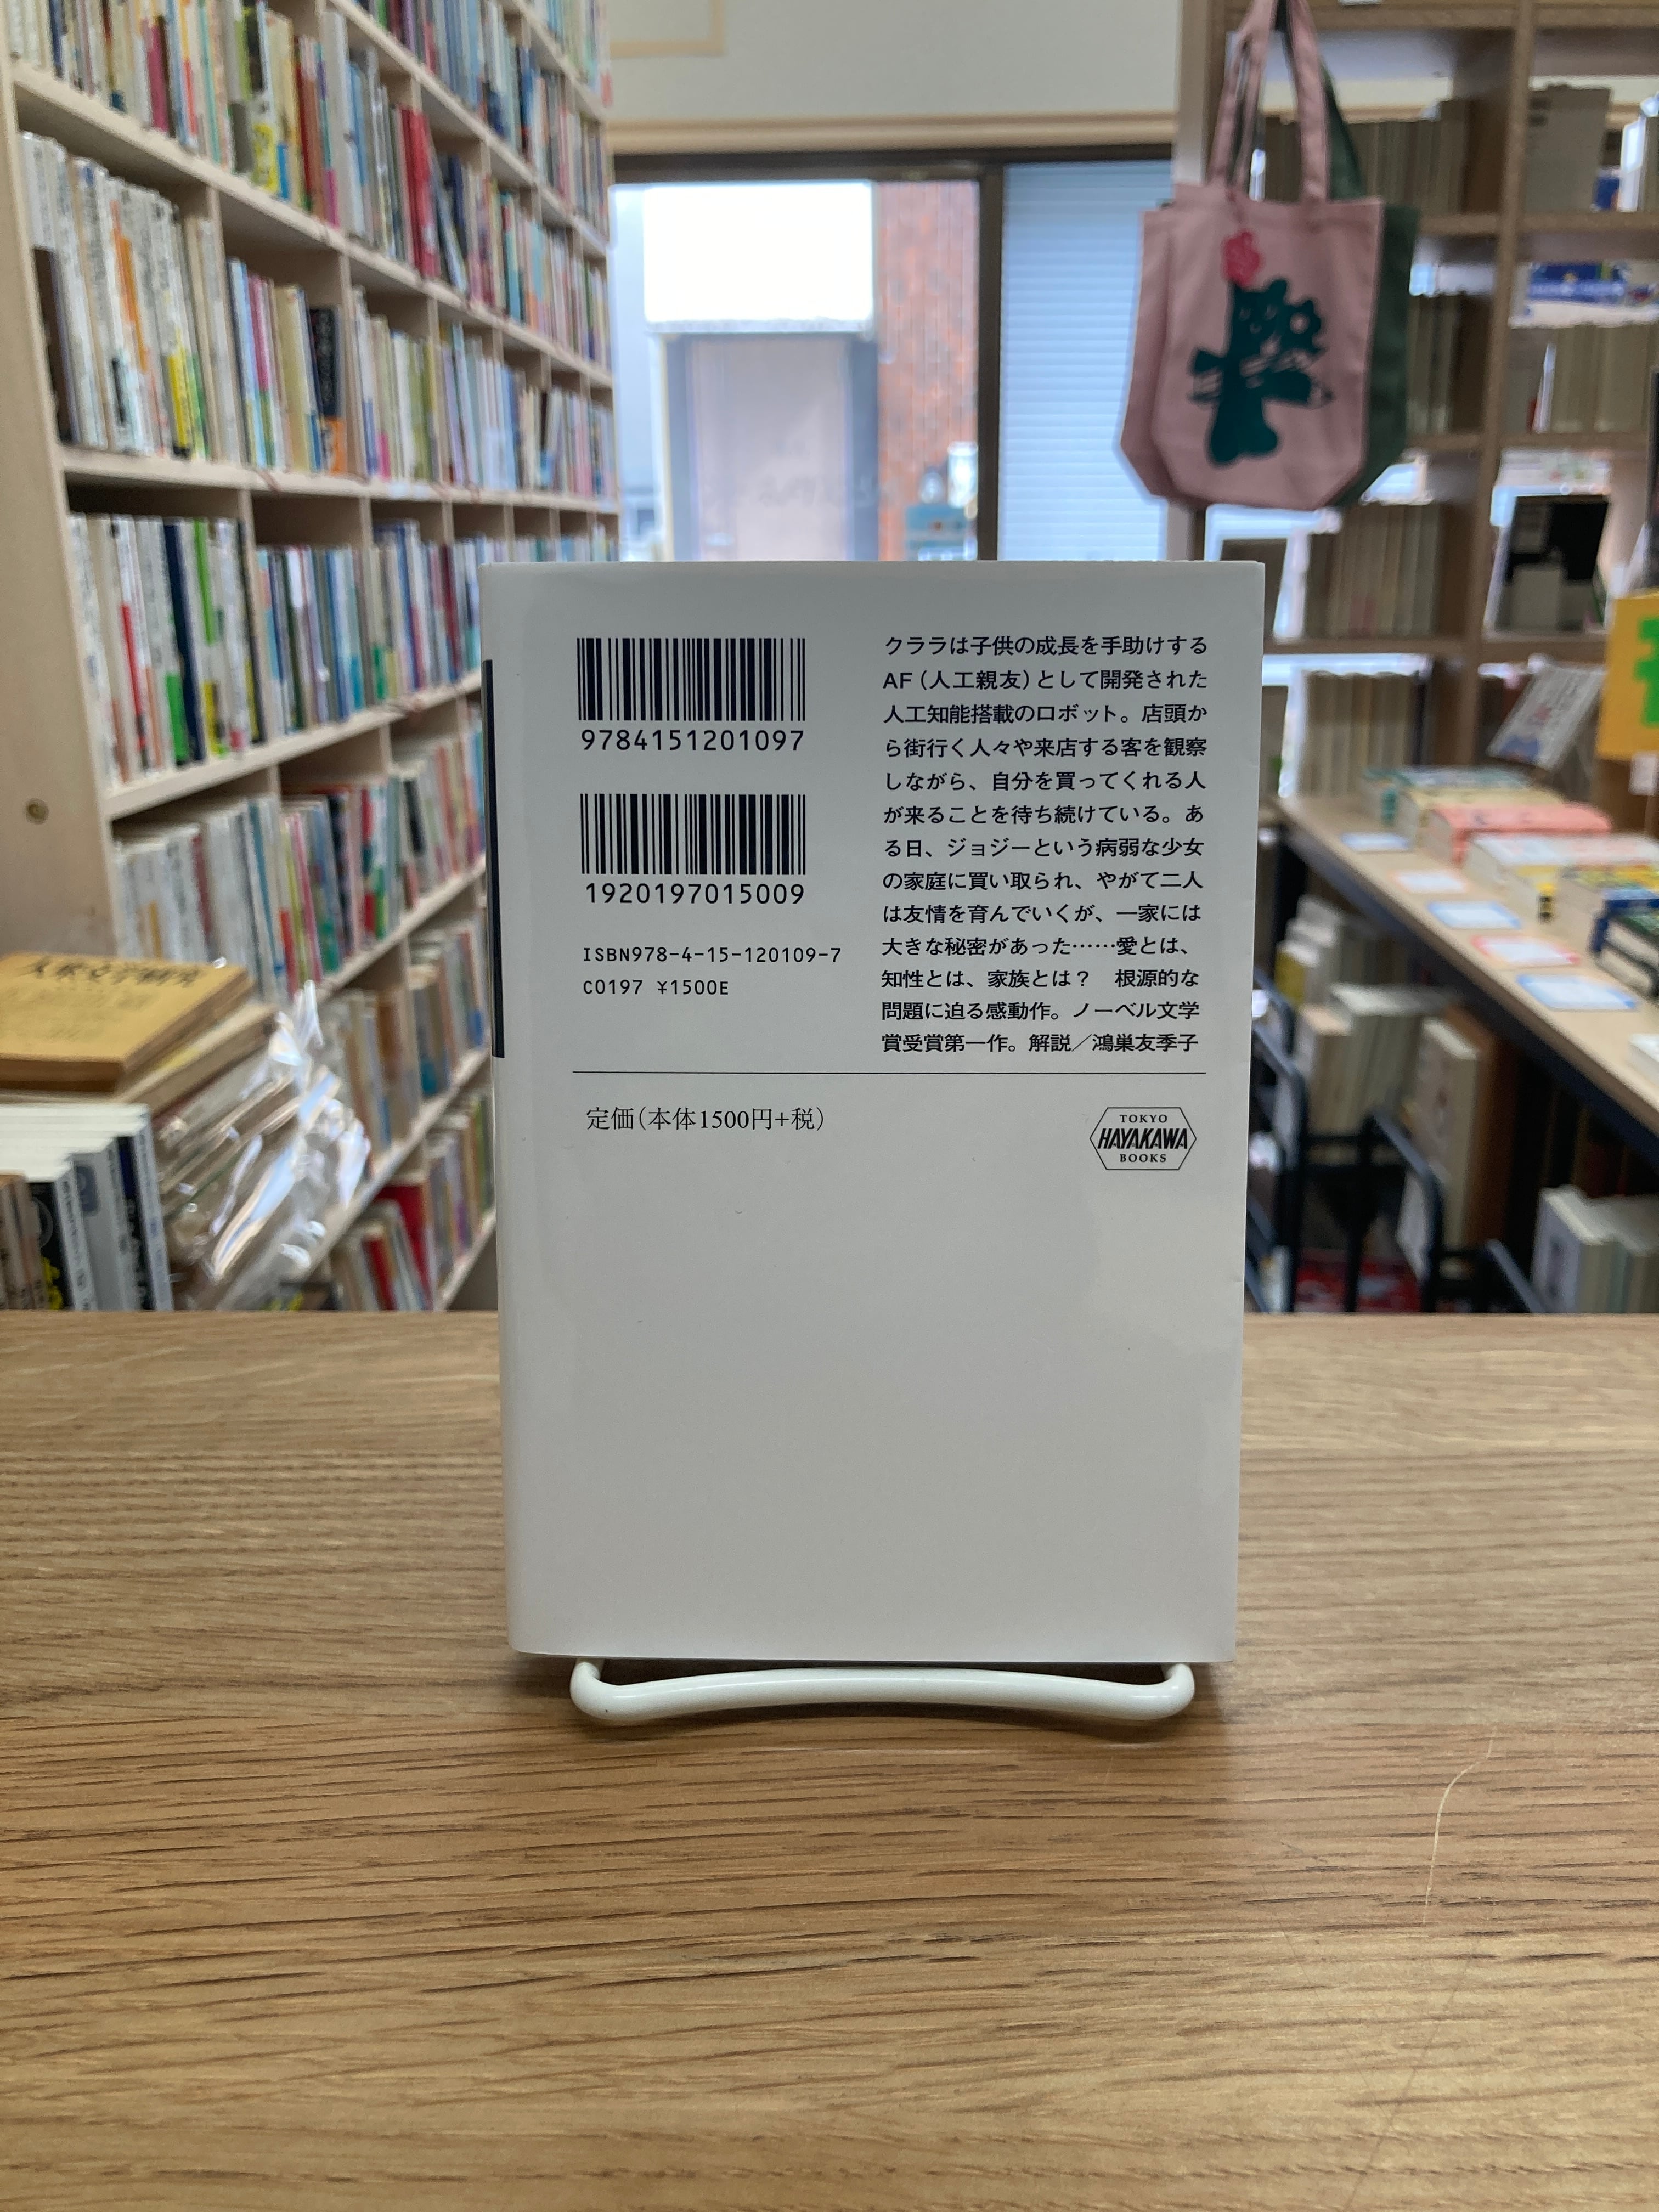 9784151201097
1920197015009
ISBN978-4-15-120109-7
C0197 ¥1500E
クララは子供の成長を手助けする
AF（人工親友）として開発された
人工知能搭載のロボット。店頭か
ら街行く人々や来店する客を観察
しながら、自分を買ってくれる人
が来ることを待ち続けている。あ
る日、ジョジーという病弱な少女
の家庭に買い取られ、やがて二人
は友情を育んでいくが、一家には
大きな秘密があった……愛とは、
知性とは、家族とは？　根源的な
問題に迫る感動作。ノーベル文学
賞受賞第一作。解説／鴻巣友季子
定価（本体1500円+税）
TOKYO
HAYAKAWA
BOOKS